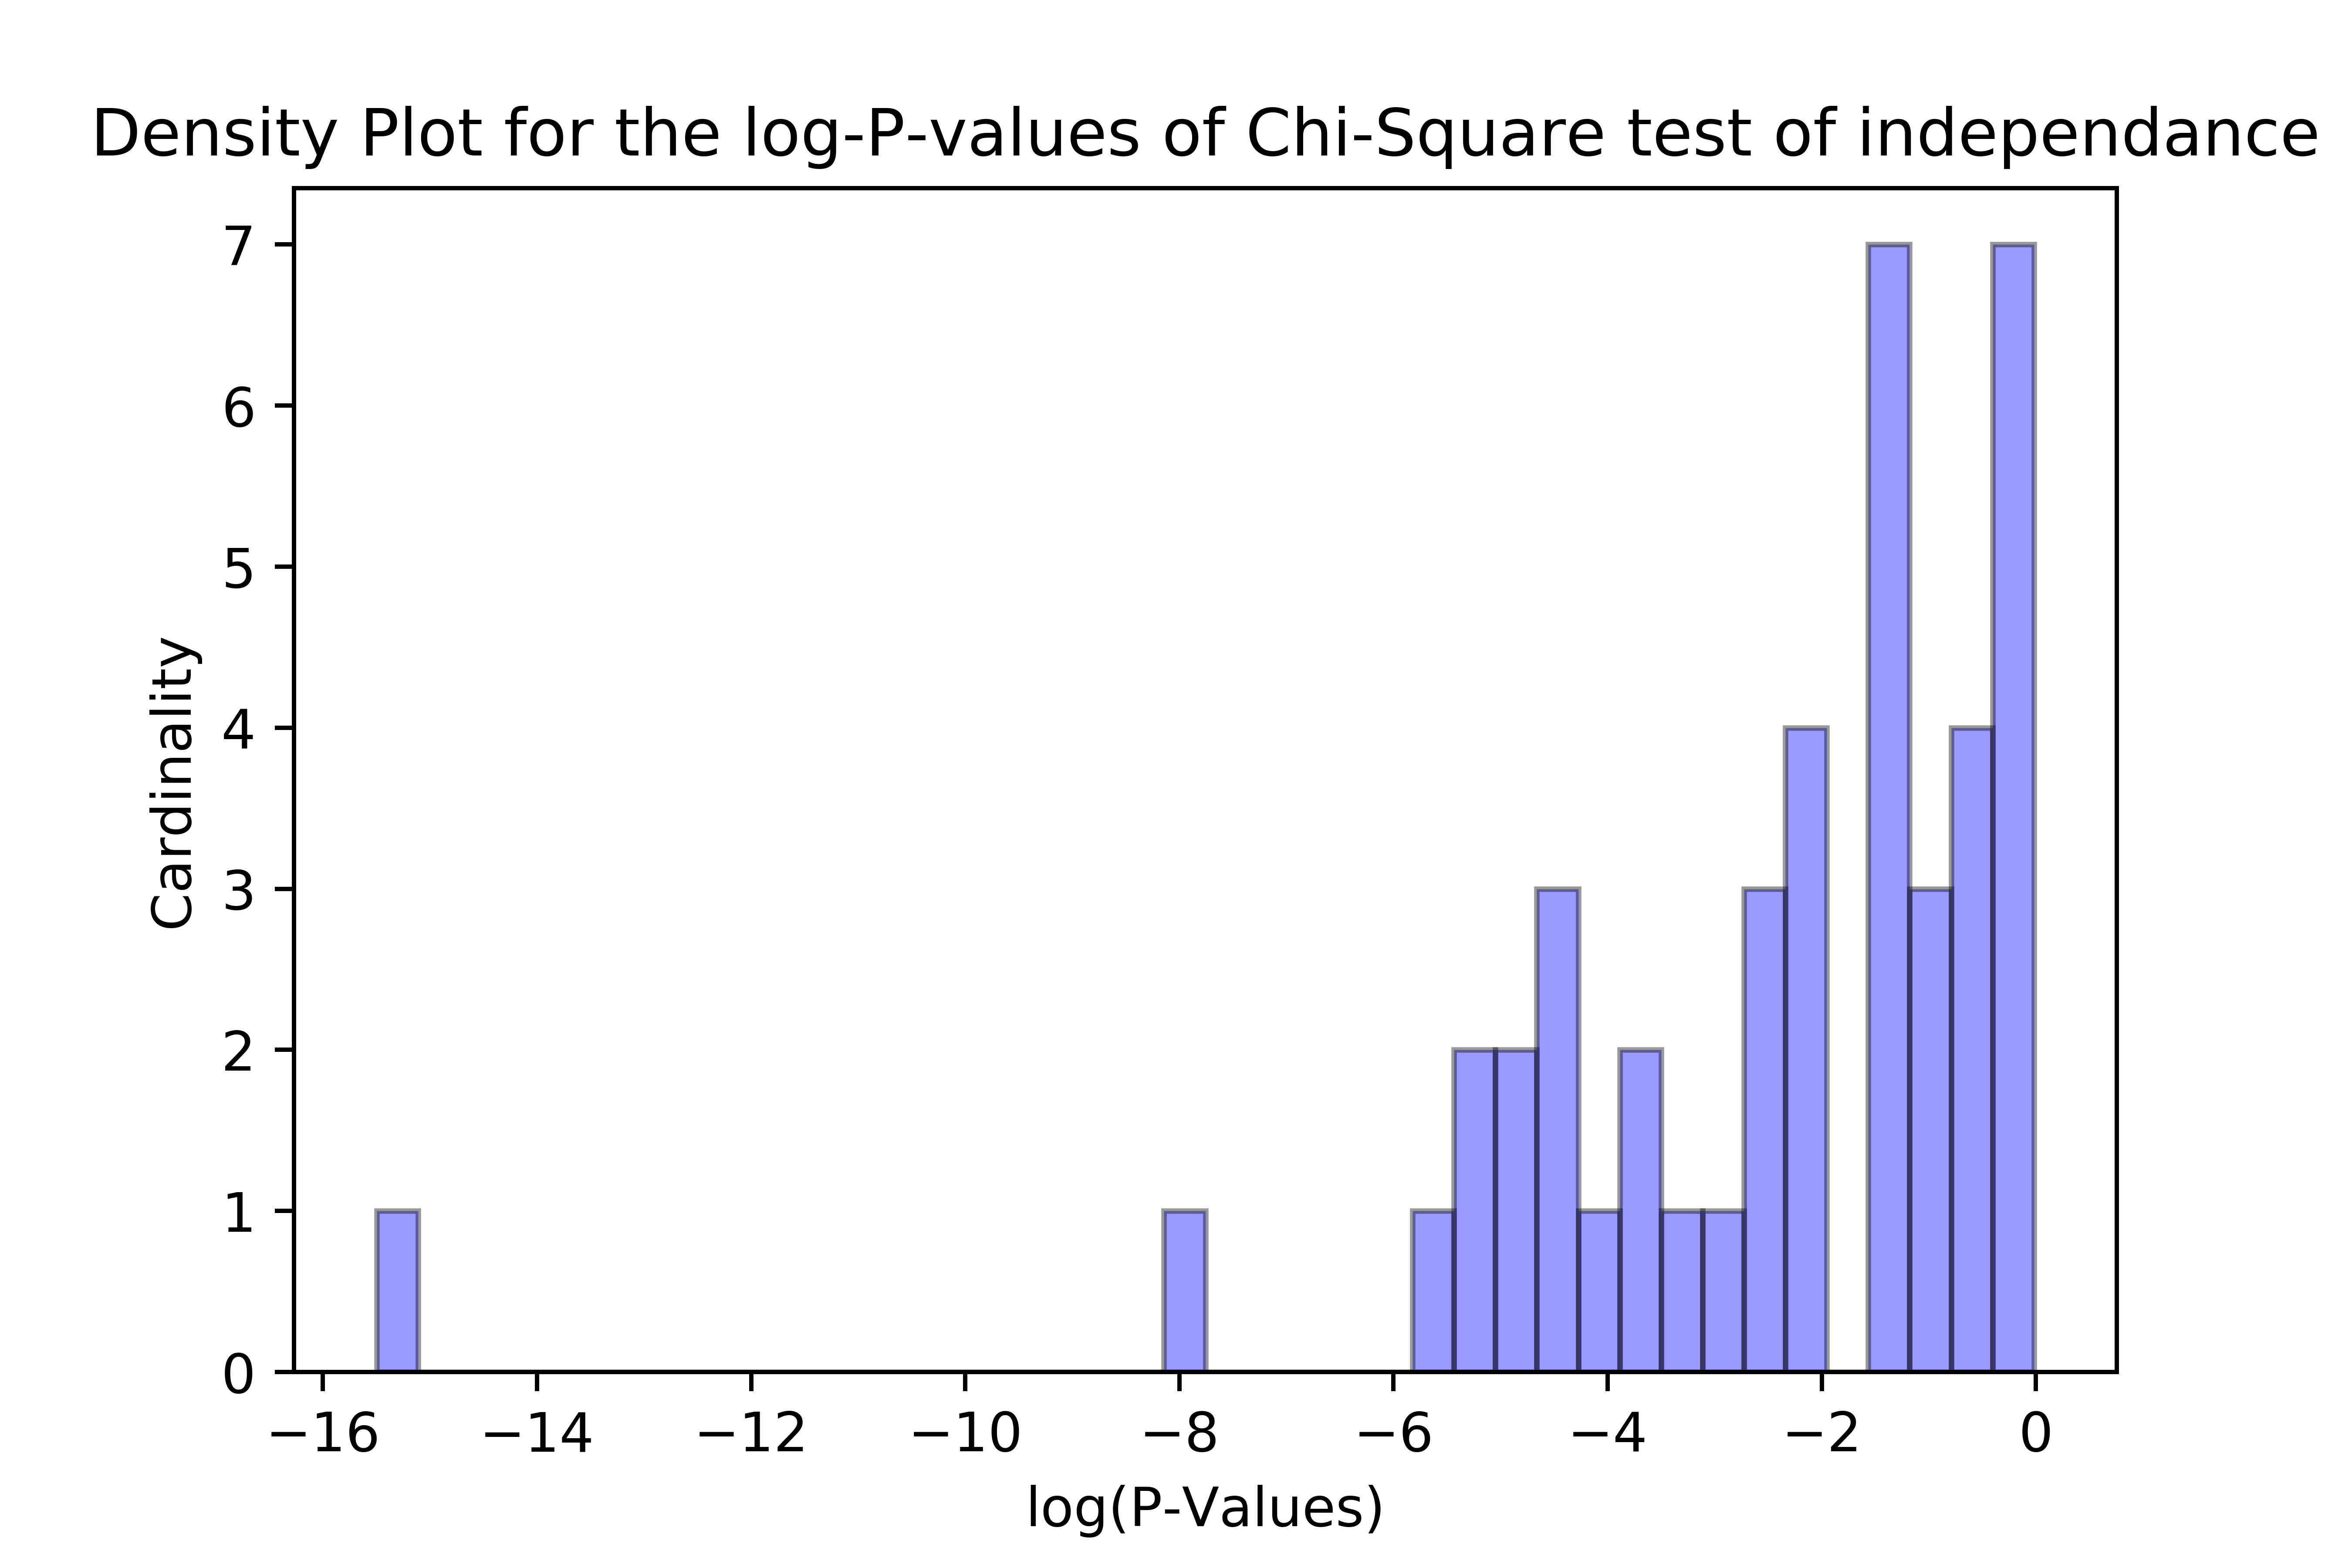 Density Plot for the log-P-values of Chi-Square test of independance
7
6
5
4
3
2
1
0
Cardinality
−16 −14 −12 −10 −8 −6 −4 −2 0
log(P-Values)